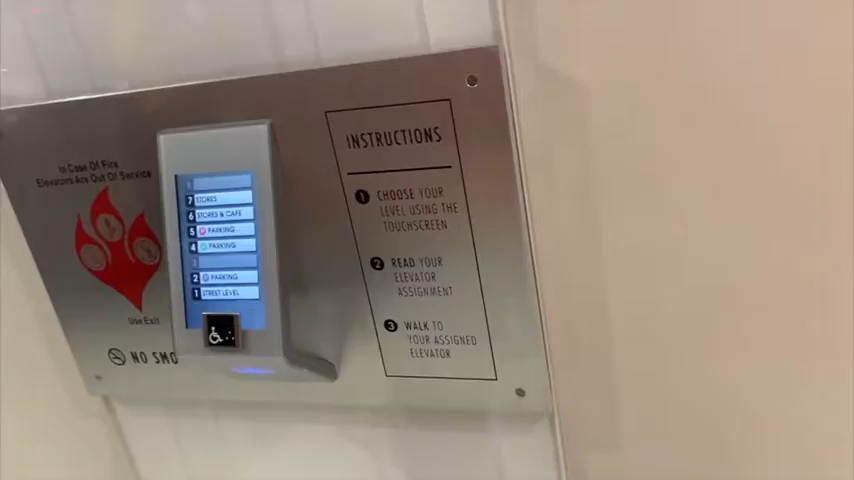 In Case Of Fire
Elevators Are Out Of Service
Use Exit
NO SMO
7 STORES
6 STORES & CAFE
5 P PARKING
4 PARKING
2 PARKING
1 STREET LEVEL
INSTRUCTIONS
1 CHOOSE YOUR
LEVEL USING THE
TOUCHSCREEN
2 READ YOUR
ELEVATOR
ASSIGNMENT
3 WALK TO
YOUR ASSIGNED
ELEVATOR